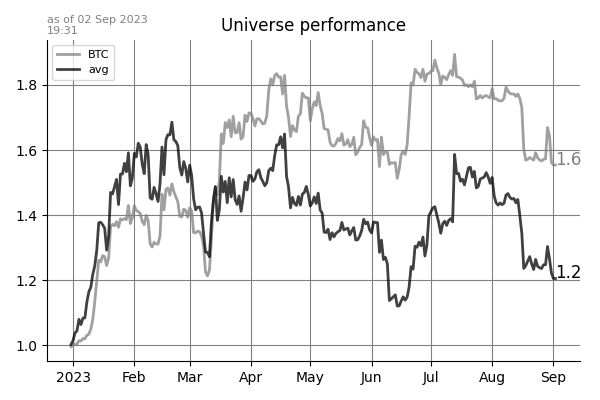 as of 02 Sep 2023
19:31
Universe performance
BTC
avg
1.8
1.6
1.4
1.2
1.0
1.6
1.2
2023 Feb Mar Apr May Jun Jul Aug Sep